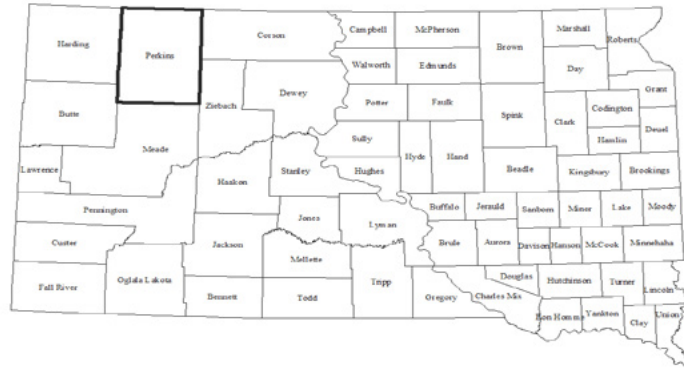 Harding
Perkins
Corson
Campbell
McPherson
Brown
Marshall
Roberts
Walworth
Edmunds
Day
Grant
Butte
Ziebach
Dewey
Potter
Faulk
Spink
Clark
Codington
Deuel
Hamlin
Meade
Sully
Hyde
Hand
Lawrence
Haakon
Stanley
Hughes
Beadle
Kingsbury
Brookings
Pennington
Jones
Lyman
Buffalo
Jerauld
Sanborn
Miner
Lake
Moody
Custer
Jackson
Mellette
Brule
Aurora
Davison
Hanson
McCook
Minnehaha
Fall River
Oglala Lakota
Bennett
Todd
Tripp
Gregory
Charles Mix
Douglas
Hutchinson
Turner
Lincoln
Bon Homme
Yankton
Clay
Union